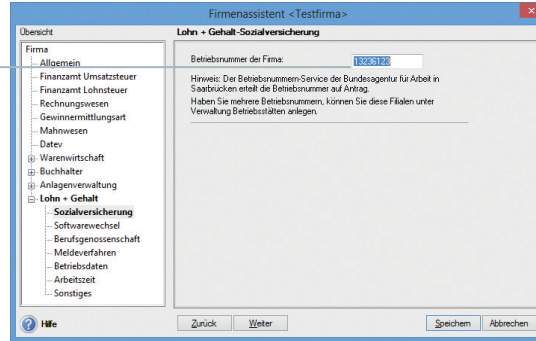 Firmenassistent <Testfirma>
Übersicht
Firma
Allgemein
Finanzamt Umsatzsteuer
Finanzamt Lohnsteuer
Rechnungswesen
Gewinnermittlungsart
Mahnwesen
Datev
Warenwirtschaft
Buchhalter
Anlagenverwaltung
Lohn + Gehalt
Sozialversicherung
Softwarewechsel
Berufsgenossenschaft
Meldeverfahren
Betriebsdaten
Arbeitszeit
Sonstiges
Lohn + Gehalt-Sozialversicherung
Betriebsnummer der Firma: 13236123
Hinweis: Der Betriebsnummern-Service der Bundesagentur für Arbeit in
Saarbrücken erteilt die Betriebsnummer auf Antrag.
Haben Sie mehrere Betriebsnummern, können Sie diese Filialen unter
Verwaltung Betriebsstätten anlegen.
Hilfe
Zurück Weiter Speichern Abbrechen